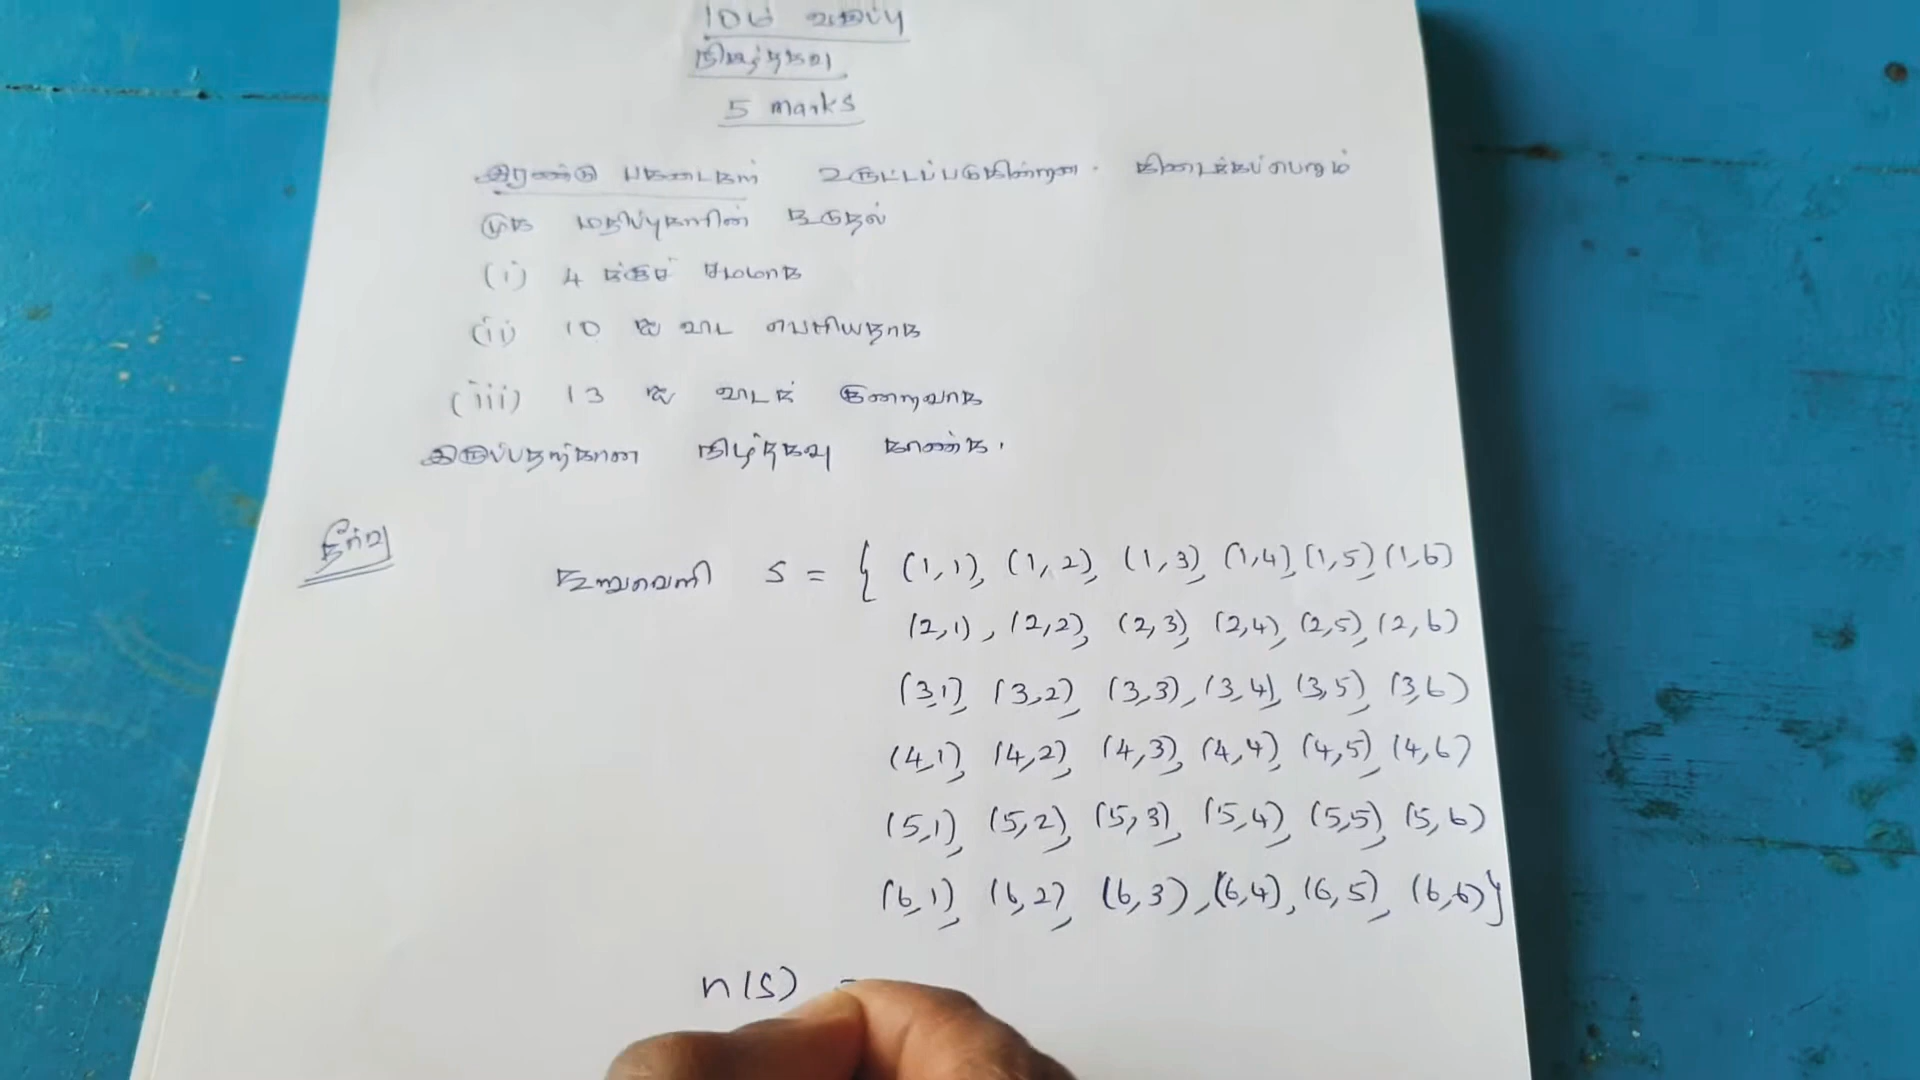 10ம் வகுப்பு
நிகழ்தகவு
5 marks
இரண்டு பகடைகள் உருட்டப்படுகின்றன. கிடைக்கப்பெறும்
முக மதிப்புகளின் கூடுதல்
(i) 4 க்குச் சமமாக
(ii) 10 ஐ விட பெரியதாக
(iii) 13 ஐ விடக் குறைவாக
இருப்பதற்கான நிழ்தகவு காண்க.
தீர்வு
கூறுவெளி S = { (1,1), (1,2), (1,3), (1,4), (1,5), (1,6)
(2,1), (2,2), (2,3), (2,4), (2,5), (2,6)
(3,1), (3,2), (3,3), (3,4), (3,5), (3,6)
(4,1), (4,2), (4,3), (4,4), (4,5), (4,6)
(5,1), (5,2), (5,3), (5,4), (5,5), (5,6)
(6,1), (6,2), (6,3), (6,4), (6,5), (6,6)}
n(S) =